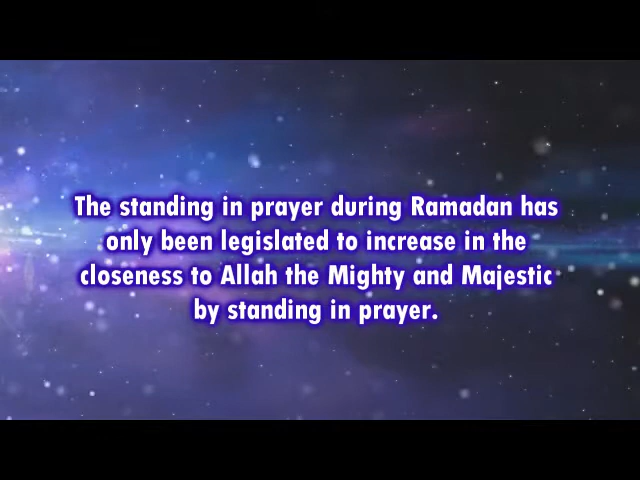 The standing in prayer during Ramadan has
only been legislated to increase in the
closeness to Allah the Mighty and Majestic
by standing in prayer.